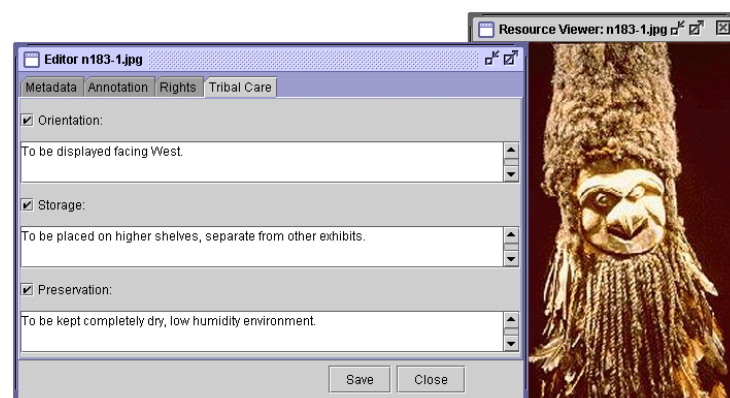 Resource Viewer: n183-1.jpg
Editor n183-1.jpg
Metadata Annotation Rights Tribal Care
Orientation:
To be displayed facing West.
Storage:
To be placed on higher shelves, separate from other exhibits.
Preservation:
To be kept completely dry, low humidity environment.
Save Close